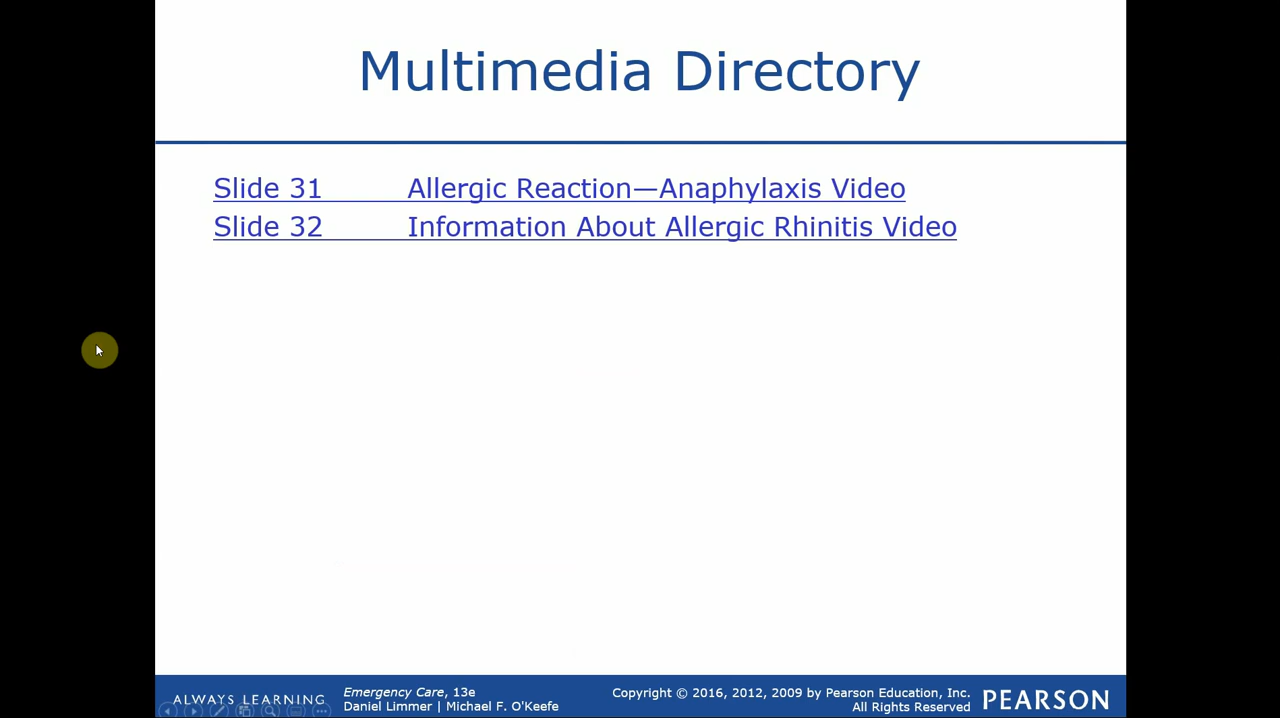 Multimedia Directory
Slide 31 Allergic Reaction—Anaphylaxis Video
Slide 32 Information About Allergic Rhinitis Video
ALWAYS LEARNING
Emergency Care, 13e
Daniel Limmer | Michael F. O'Keefe
Copyright © 2016, 2012, 2009 by Pearson Education, Inc.
All Rights Reserved
PEARSON